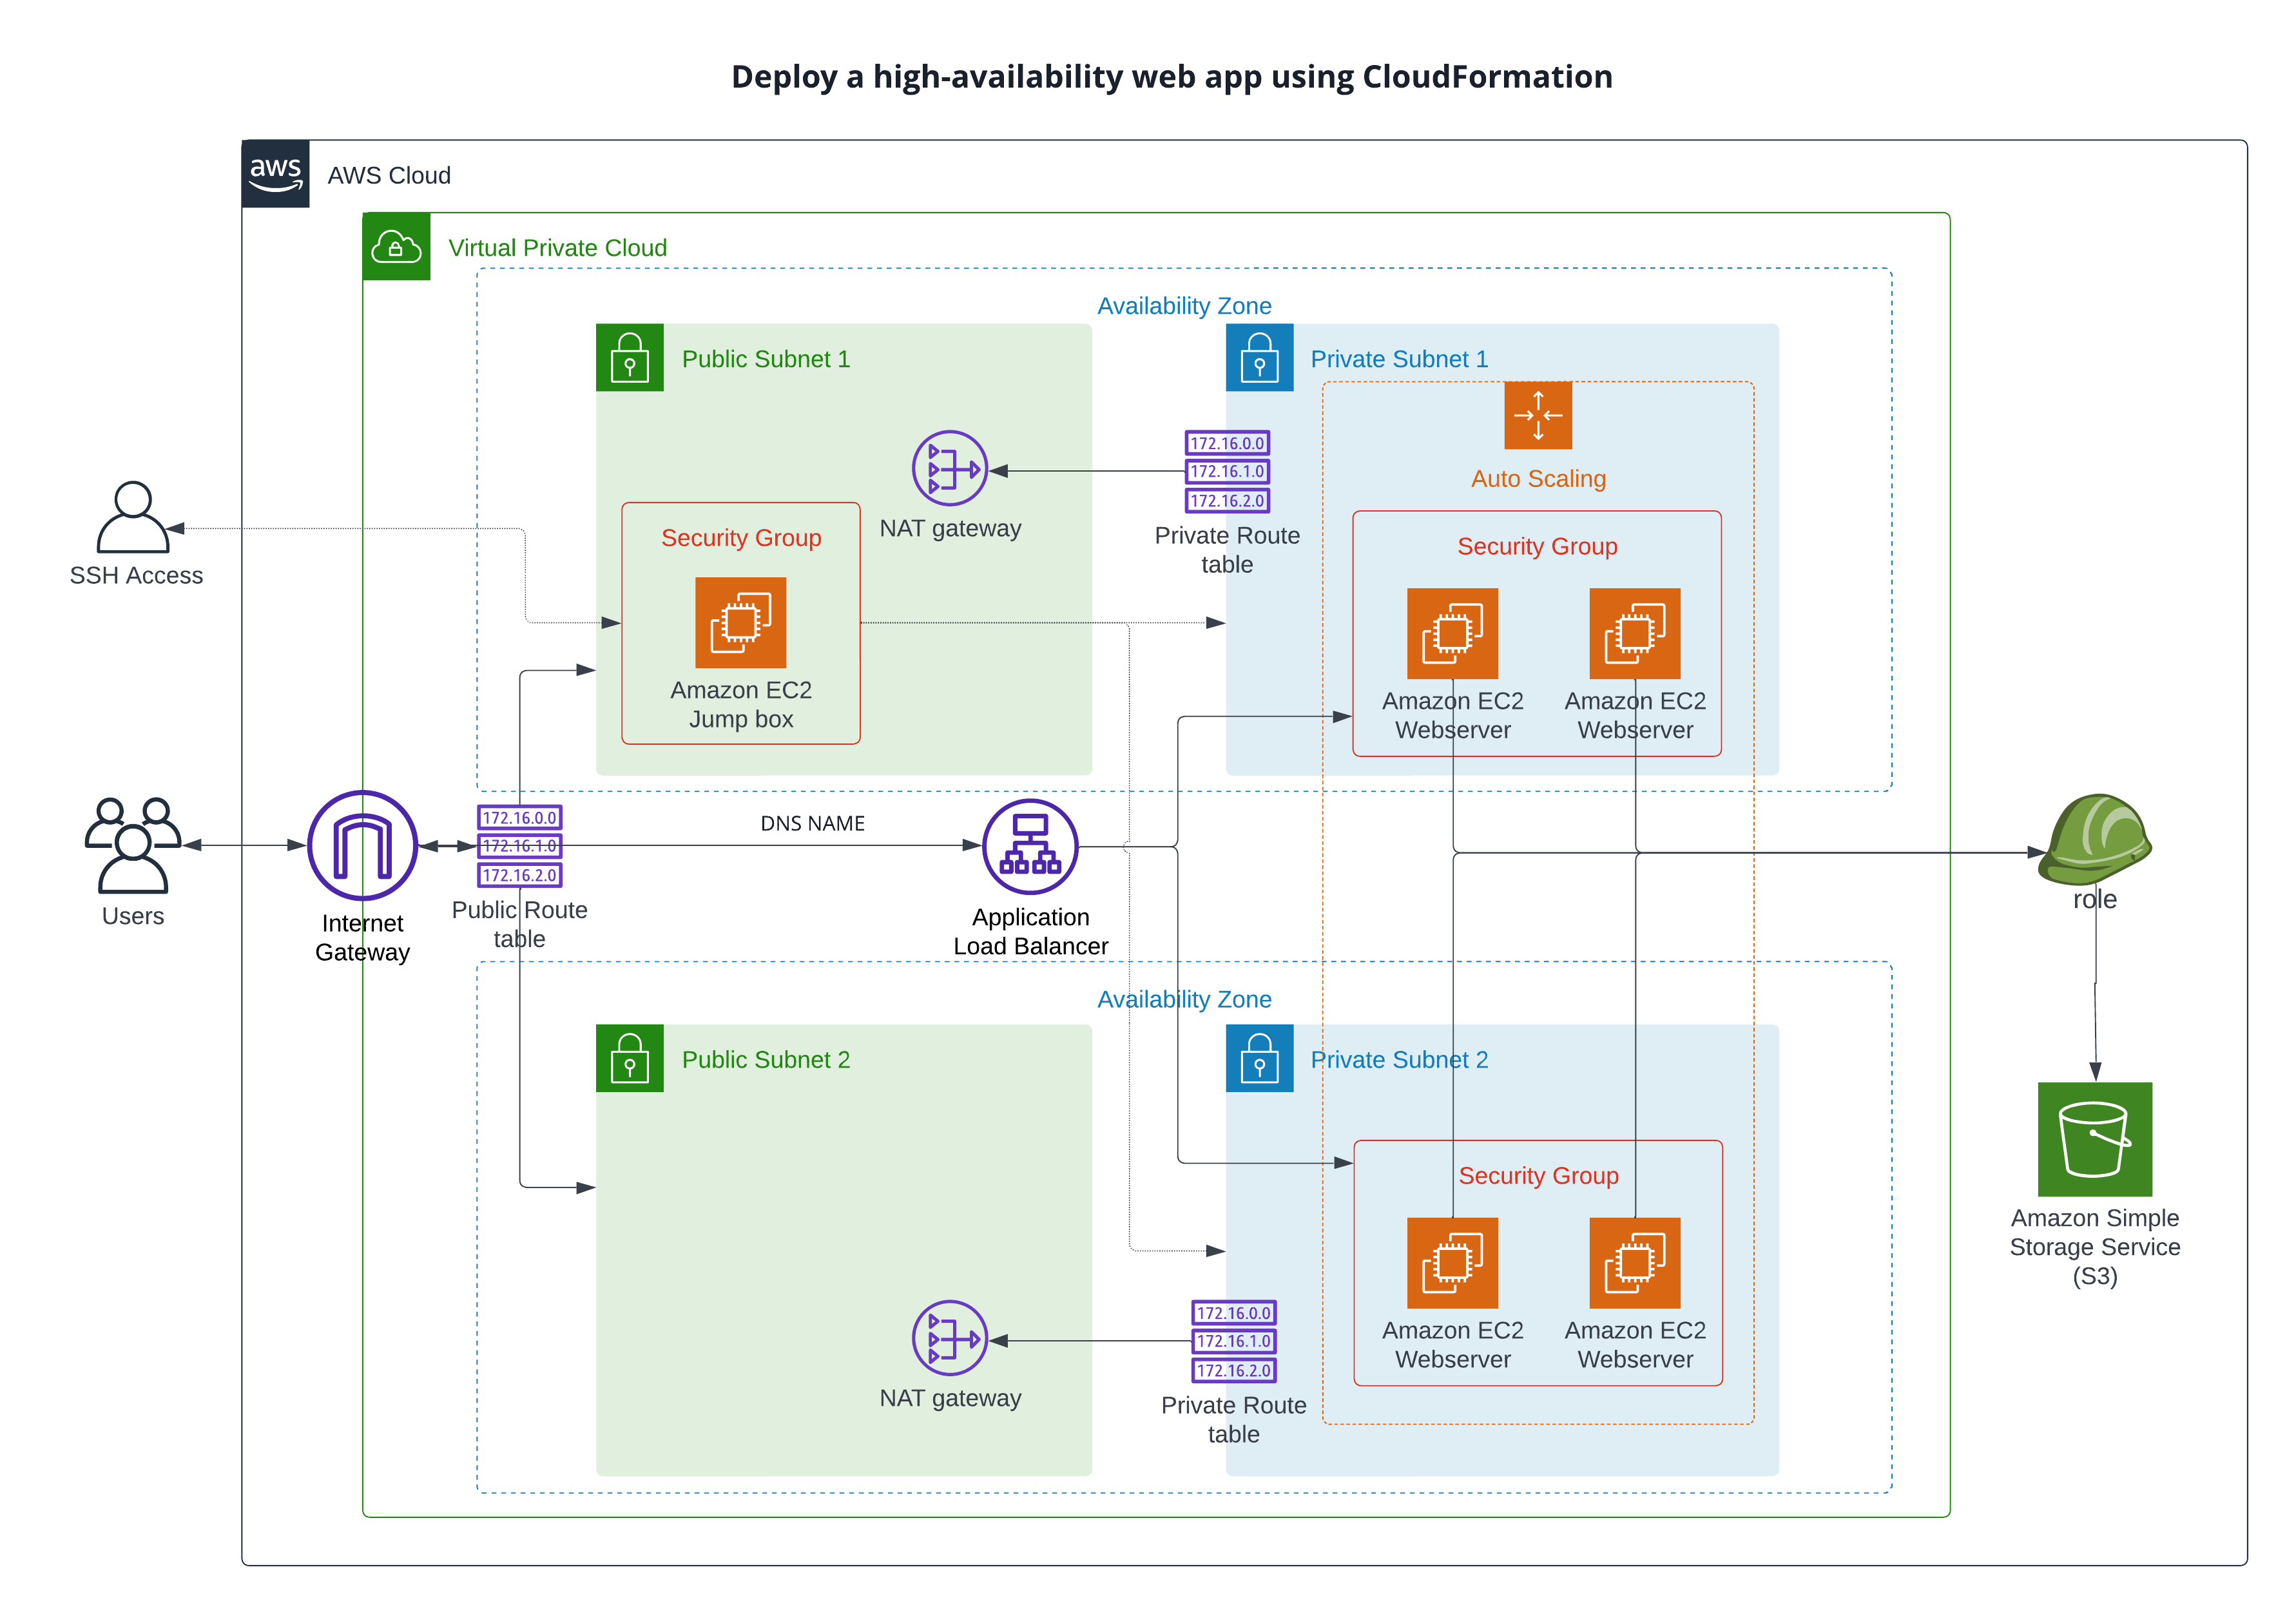 Deploy a high-availability web app using CloudFormation
aws
AWS Cloud
Virtual Private Cloud
Availability Zone
Public Subnet 1
Private Subnet 1
172.16.0.0
172.16.1.0
172.16.2.0
Auto Scaling
NAT gateway
Private Route
table
Security Group
Security Group
SSH Access
Amazon EC2
Jump box
Amazon EC2
Webserver
Amazon EC2
Webserver
172.16.0.0
172.16.1.0
172.16.2.0
DNS NAME
Users
Internet
Gateway
Public Route
table
Application
Load Balancer
role
Availability Zone
Public Subnet 2
Private Subnet 2
Security Group
Amazon Simple
Storage Service
(S3)
172.16.0.0
172.16.1.0
172.16.2.0
Amazon EC2
Webserver
Amazon EC2
Webserver
NAT gateway
Private Route
table